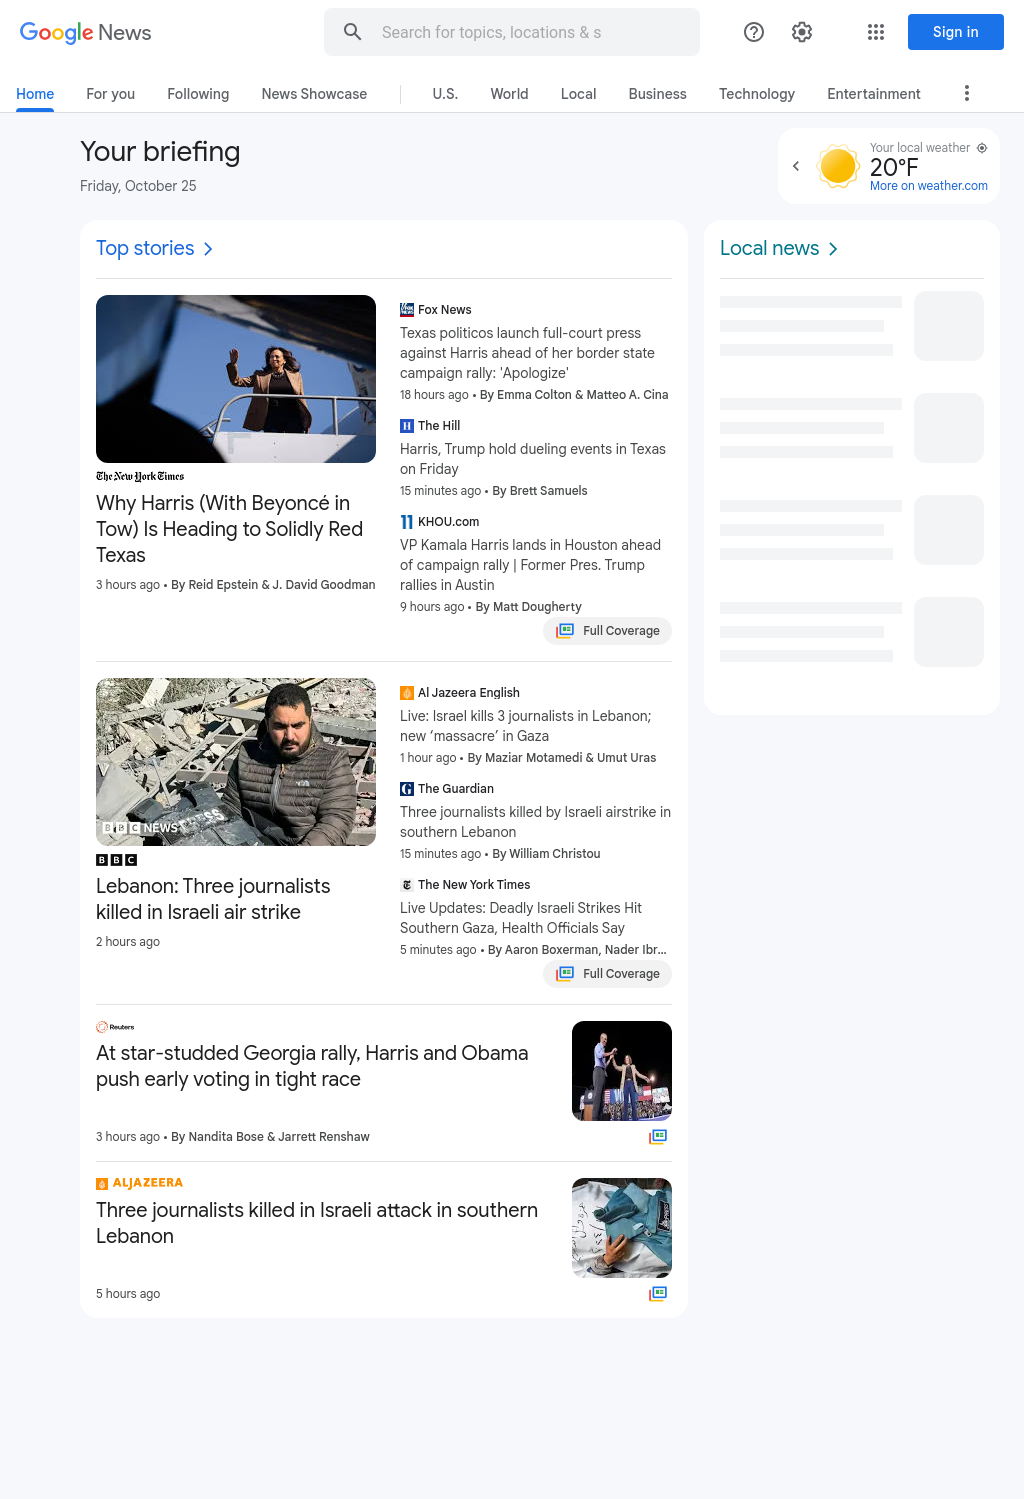 Google News
Search for topics, locations & s
Sign in
Home
For you
Following
News Showcase
U.S.
World
Local
Business
Technology
Entertainment
Your briefing
Friday, October 25
Your local weather
20°F
More on weather.com
Top stories
The New York Times
Why Harris (With Beyoncé in
Tow) Is Heading to Solidly Red
Texas
3 hours ago • By Reid Epstein & J. David Goodman
Fox News
Texas politicos launch full-court press
against Harris ahead of her border state
campaign rally: 'Apologize'
18 hours ago • By Emma Colton & Matteo A. Cina
The Hill
Harris, Trump hold dueling events in Texas
on Friday
15 minutes ago • By Brett Samuels
KHOU.com
VP Kamala Harris lands in Houston ahead
of campaign rally | Former Pres. Trump
rallies in Austin
9 hours ago • By Matt Dougherty
Full Coverage
BBC NEWS
PRESS
BBC
Lebanon: Three journalists
killed in Israeli air strike
2 hours ago
Al Jazeera English
Live: Israel kills 3 journalists in Lebanon;
new ‘massacre’ in Gaza
1 hour ago • By Maziar Motamedi & Umut Uras
The Guardian
Three journalists killed by Israeli airstrike in
southern Lebanon
15 minutes ago • By William Christou
The New York Times
Live Updates: Deadly Israeli Strikes Hit
Southern Gaza, Health Officials Say
5 minutes ago • By Aaron Boxerman, Nader Ibr...
Full Coverage
Reuters
At star-studded Georgia rally, Harris and Obama
push early voting in tight race
3 hours ago • By Nandita Bose & Jarrett Renshaw
ALJAZEERA
Three journalists killed in Israeli attack in southern
Lebanon
5 hours ago
Local news